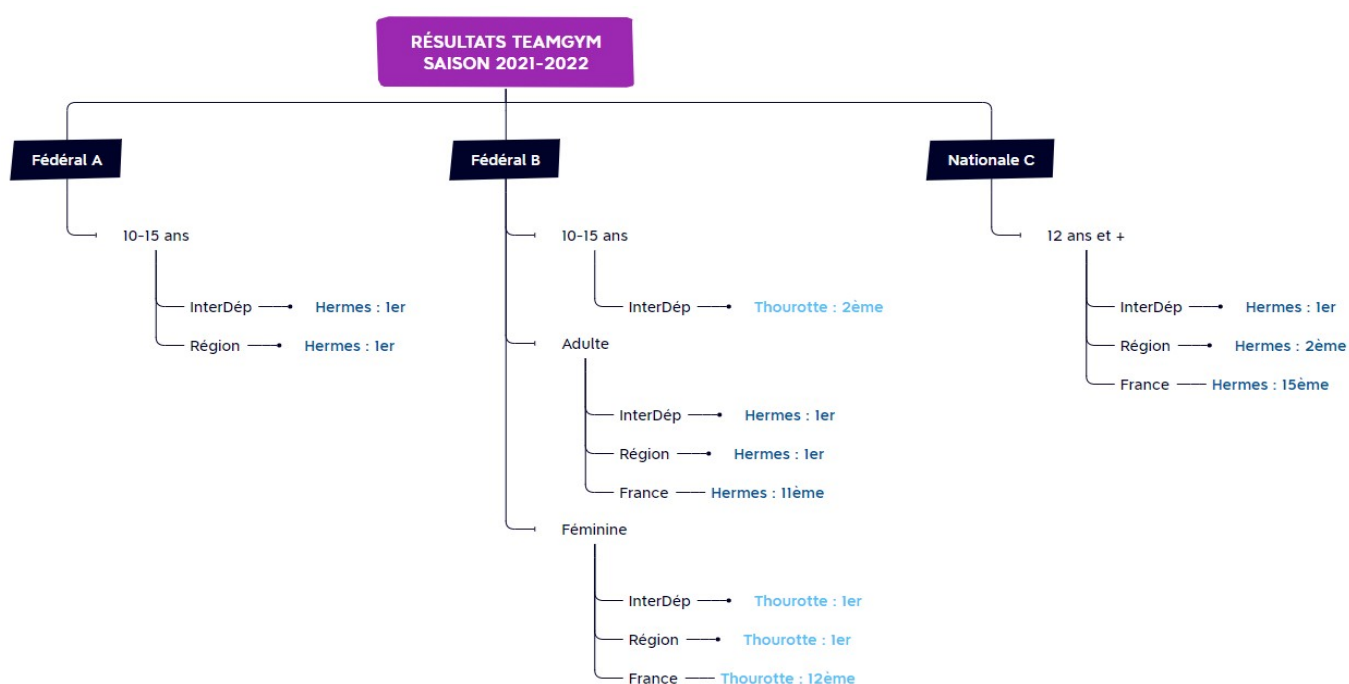 RÉSULTATS TEAMGYM
SAISON 2021-2022
Fédéral A
10-15 ans
InterDép Hermes : 1er
Région Hermes : 1er
Fédéral B
10-15 ans
InterDép Thourotte : 2ème
Adulte
InterDép Hermes : 1er
Région Hermes : 1er
France Hermes : 11ème
Féminine
InterDép Thourotte : 1er
Région Thourotte : 1er
France Thourotte : 12ème
Nationale C
12 ans et +
InterDép Hermes : 1er
Région Hermes : 2ème
France Hermes : 15ème